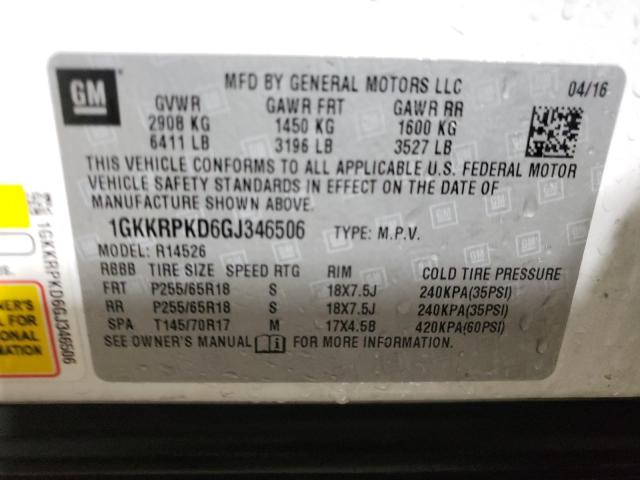 GM
MFD BY GENERAL MOTORS LLC 04/16
GVWR GAWR FRT GAWR RR
2908 KG 1450 KG 1600 KG
6411 LB 3196 LB 3527 LB
THIS VEHICLE CONFORMS TO ALL APPLICABLE U.S. FEDERAL MOTOR
VEHICLE SAFETY STANDARDS IN EFFECT ON THE DATE OF
MANUFACTURE SHOWN ABOVE.
1GKKRPKD6GJ346506 TYPE: M.P.V.
MODEL: R14526
RBBB TIRE SIZE SPEED RTG RIM COLD TIRE PRESSURE
FRT P255/65R18 S 18X7.5J 240KPA(35PSI)
RR P255/65R18 S 18X7.5J 240KPA(35PSI)
SPA T145/70R17 M 17X4.5B 420KPA(60PSI)
SEE OWNER'S MANUAL FOR MORE INFORMATION.
1GKKRPKD6GJ346506
NER'S
L FOR
IONAL
MATION